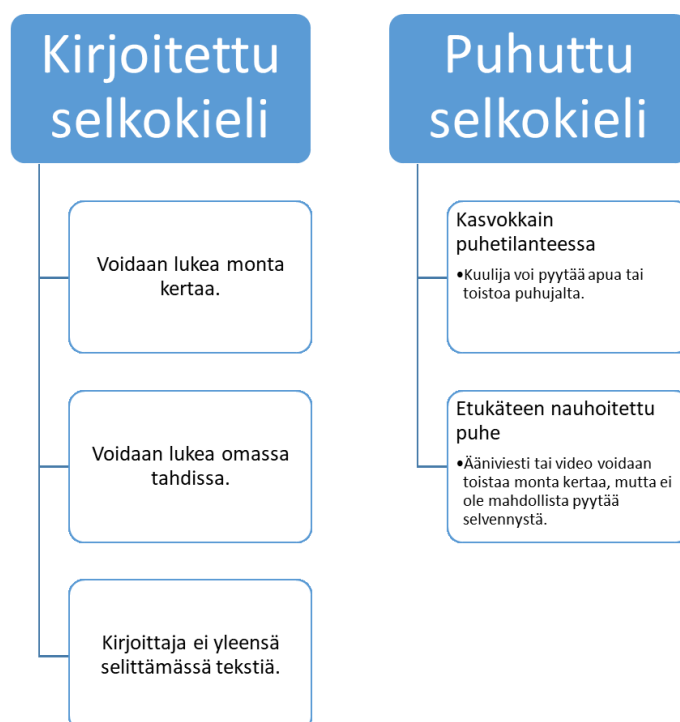 Kirjoitettu
selkokieli
Voidaan lukea monta
kertaa.
Voidaan lukea omassa
tahdissa.
Kirjoittaja ei yleensä
selittämässä tekstiä.
Puhuttu
selkokieli
Kasvokkain
puhetilanteessa
•Kuulija voi pyytää apua tai
toistoa puhujalta.
Etukäteen nauhoitettu
puhe
•Ääniviesti tai video voidaan
toistaa monta kertaa, mutta ei
ole mahdollista pyytää
selvennystä.